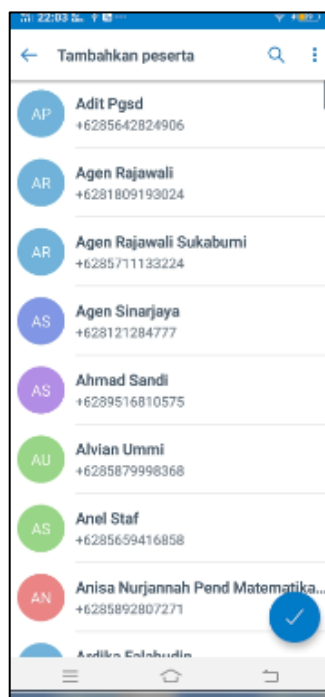 22:03
Tambahkan peserta
AP
Adit Pgsd
+6285642824906
AR
Agen Rajawali
+6281809193024
AR
Agen Rajawali Sukabumi
+6285711133224
AS
Agen Sinarjaya
+628121284777
AS
Ahmad Sandi
+6289516810575
AU
Alvian Ummi
+6285879998368
AS
Anel Staf
+6285659416858
AN
Anisa Nurjannah Pend Matematika...
+6285892807271
Ardika Falahudin